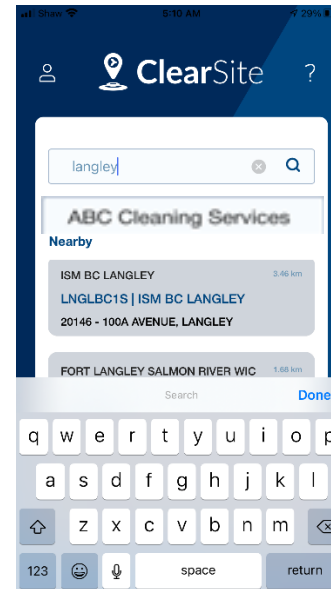 Shaw 6:10 AM 29%
ClearSite ?
langley
ABC Cleaning Services
Nearby
ISM BC LANGLEY 3.46 km
LNGLBC1S | ISM BC LANGLEY
20146 - 100A AVENUE, LANGLEY
FORT LANGLEY SALMON RIVER WIC 1.68 km
Search Done
q w e r t y u i o p
a s d f g h j k l
z x c v b n m
123 space return